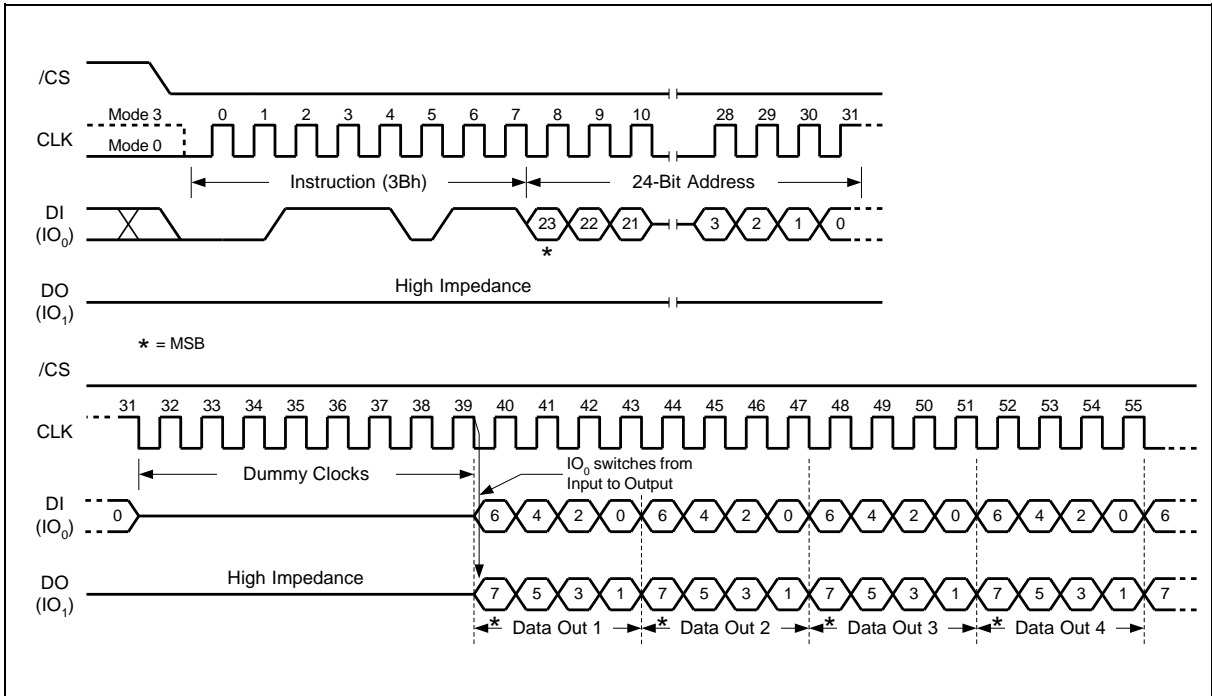 /CS
Mode 3 0 1 2 3 4 5 6 7 8 9 10 28 29 30 31
CLK
Mode 0
Instruction (3Bh) 24-Bit Address
DI
(IO0) 23 22 21 3 2 1 0
*
DO High Impedance
(IO1)
* = MSB
/CS
31 32 33 34 35 36 37 38 39 40 41 42 43 44 45 46 47 48 49 50 51 52 53 54 55
CLK
Dummy Clocks IO0 switches from
Input to Output
DI
(IO0) 0 6 4 2 0 6 4 2 0 6 4 2 0 6 4 2 0 6
DO High Impedance
(IO1) 7 5 3 1 7 5 3 1 7 5 3 1 7 5 3 1 7
* Data Out 1 * Data Out 2 * Data Out 3 * Data Out 4